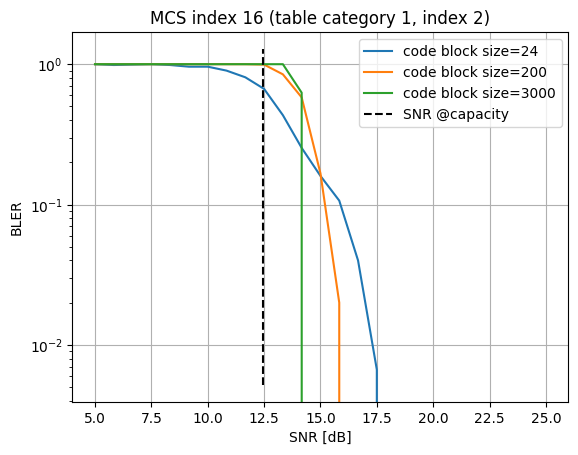 MCS index 16 (table category 1, index 2)
code block size=24
code block size=200
code block size=3000
SNR @capacity
BLER
10⁰
10⁻¹
10⁻²
5.0 7.5 10.0 12.5 15.0 17.5 20.0 22.5 25.0
SNR [dB]